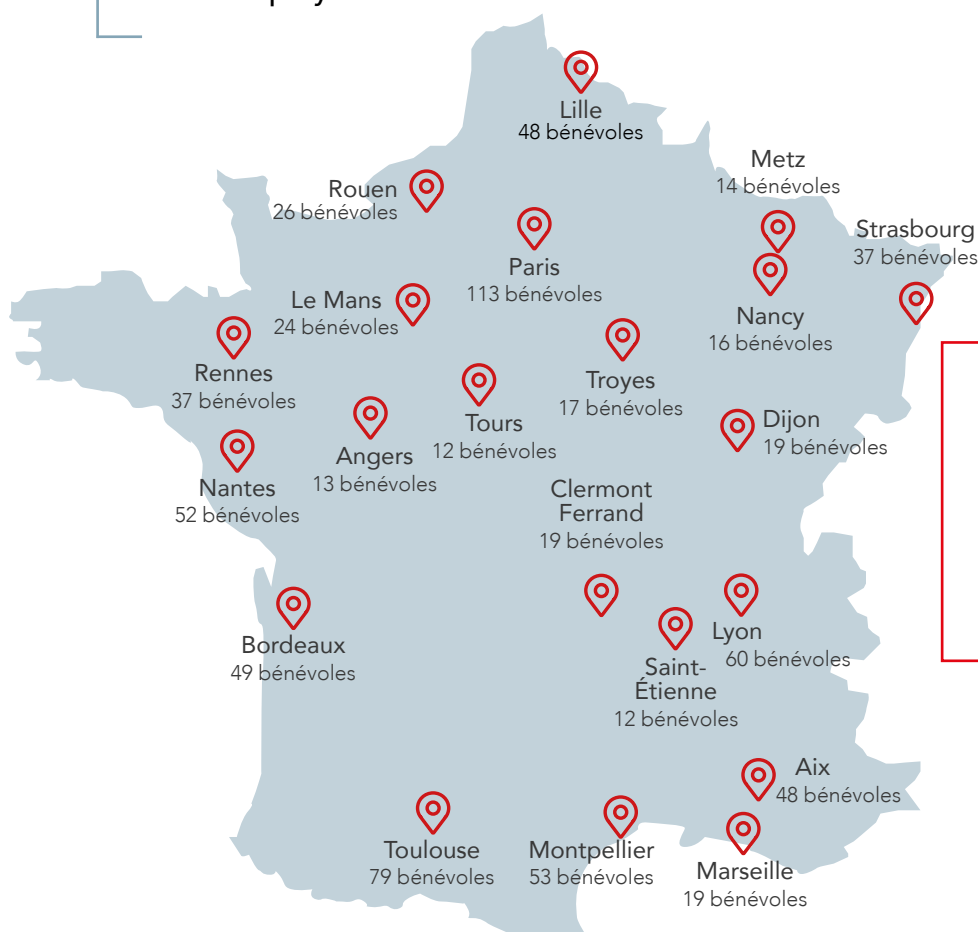 Lille
48 bénévoles
Metz
14 bénévoles
Rouen
26 bénévoles
Strasbourg
37 bénévoles
Paris
113 bénévoles
Le Mans
24 bénévoles
Nancy
16 bénévoles
Rennes
37 bénévoles
Troyes
17 bénévoles
Tours
12 bénévoles
Dijon
19 bénévoles
Angers
13 bénévoles
Nantes
52 bénévoles
Clermont
Ferrand
19 bénévoles
Bordeaux
49 bénévoles
Lyon
60 bénévoles
Saint-
Étienne
12 bénévoles
Aix
48 bénévoles
Toulouse
79 bénévoles
Montpellier
53 bénévoles
Marseille
19 bénévoles